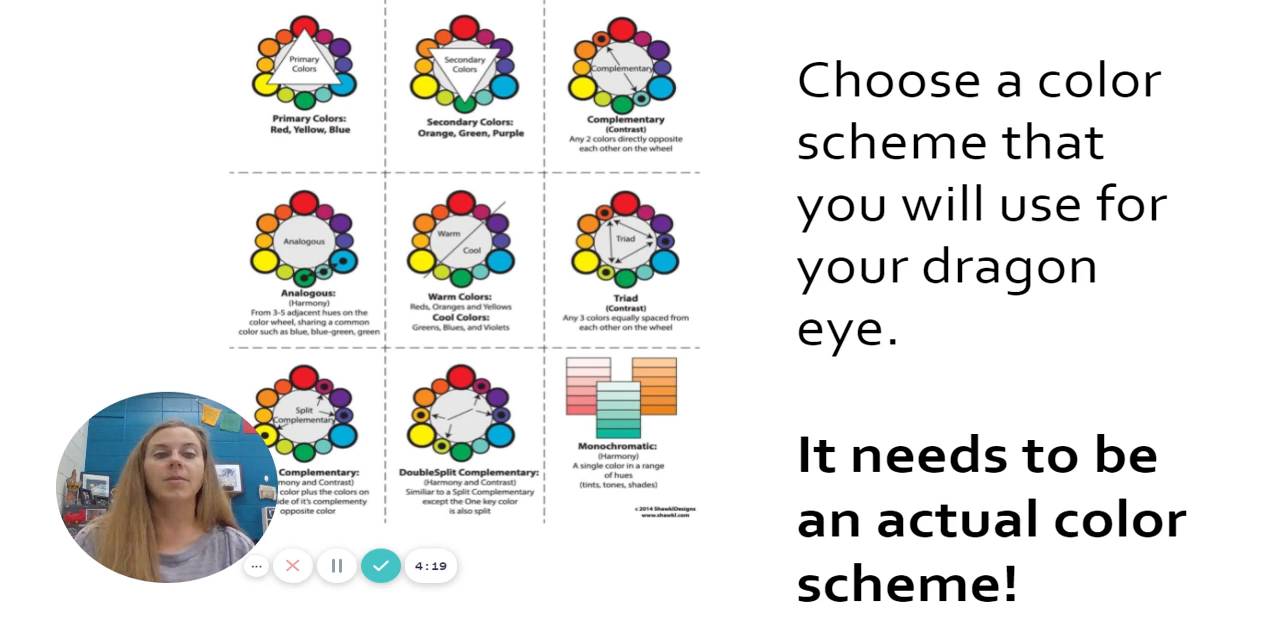 Primary
Colors
Primary Colors:
Red, Yellow, Blue
Secondary
Colors
Secondary Colors:
Orange, Green, Purple
Complementary
Complementary
(Contrast)
Any 2 colors directly opposite
each other on the wheel
Analogous
Analogous:
(Harmony)
From 3-5 adjacent hues on the
color wheel, sharing a common
color such as blue, blue-green, green
Warm
Cool
Warm Colors:
Reds, Oranges and Yellows
Cool Colors:
Greens, Blues, and Violets
Triad
Triad
(Contrast)
Any 3 colors equally spaced from
each other on the wheel
Split
Complementary
Complementary:
and Contrast)
color plus the colors on
of it's complementy
opposite color
DoubleSplit Complementary:
(Harmony and Contrast)
Similiar to a Split Complementary
except the One key color
is also split
Monochromatic:
(Harmony)
A single color in a range
of hues
(tints, tones, shades)
c 2014 ShawklDesigns
www.shawkl.com
Choose a color
scheme that
you will use for
your dragon
eye.
It needs to be
an actual color
scheme!
4:19